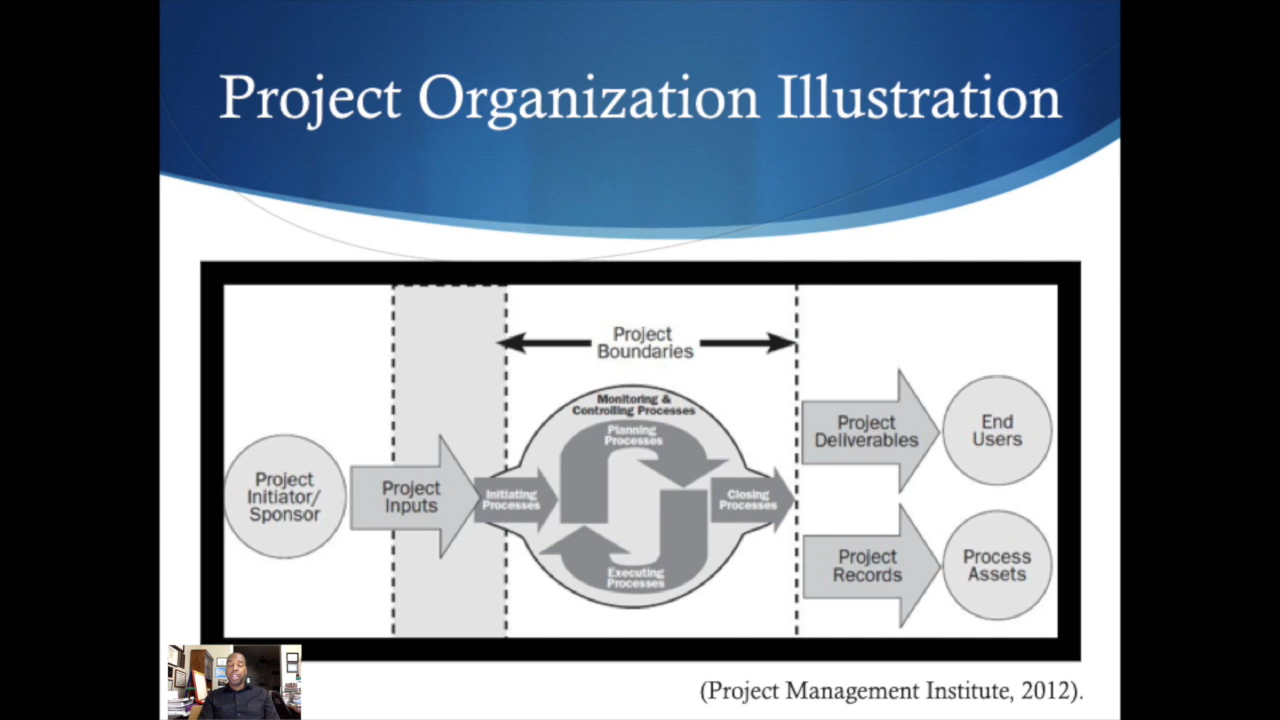 Project Organization Illustration
Project
Boundaries
Monitoring &
Controlling Processes
Planning
Processes
Project
Initiator/
Sponsor
Project
Inputs
Initiating
Processes
Closing
Processes
Executing
Processes
Project
Deliverables
End
Users
Project
Records
Process
Assets
(Project Management Institute, 2012).